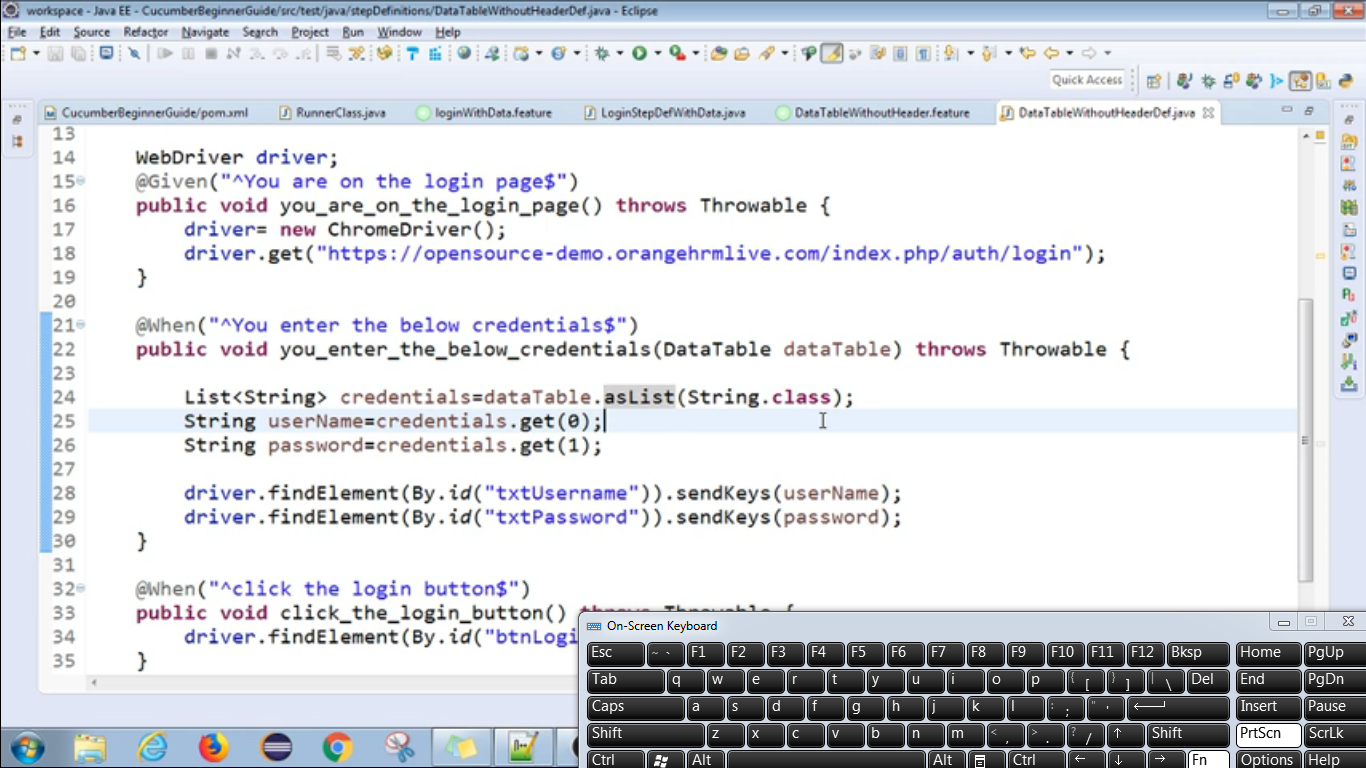 workspace - Java EE - CucumberBeginnerGuide/src/test/java/stepDefinitions/DataTableWithoutHeaderDef.java - Eclipse
File Edit Source Refactor Navigate Search Project Run Window Help
Quick Access
CucumberBeginnerGuide/pom.xml RunnerClass.java loginWithData.feature LoginStepDefWithData.java DataTableWithoutHeader.feature DataTableWithoutHeaderDef.java
13
14 WebDriver driver;
15 @Given("^You are on the login page$")
16 public void you_are_on_the_login_page() throws Throwable {
17 driver= new ChromeDriver();
18 driver.get("https://opensource-demo.orangehrmlive.com/index.php/auth/login");
19 }
20
21 @When("^You enter the below credentials$")
22 public void you_enter_the_below_credentials(DataTable dataTable) throws Throwable {
23
24 List<String> credentials=dataTable.asList(String.class);
25 String userName=credentials.get(0);
26 String password=credentials.get(1);
27
28 driver.findElement(By.id("txtUsername")).sendKeys(userName);
29 driver.findElement(By.id("txtPassword")).sendKeys(password);
30 }
31
32 @When("^click the login button$")
33 public void click_the_login_button() throws Throwable {
34 driver.findElement(By.id("btnLogi
35 }
On-Screen Keyboard
Esc ~ ` F1 F2 F3 F4 F5 F6 F7 F8 F9 F10 F11 F12 Bksp Home PgUp
Tab q w e r t y u i o p { [ } ] | \ Del End PgDn
Caps a s d f g h j k l : ; " ' Insert Pause
Shift z x c v b n m < , > . ? / ↑ Shift PrtScn ScrLk
Ctrl Alt Alt Ctrl ← ↓ → Fn Options Help